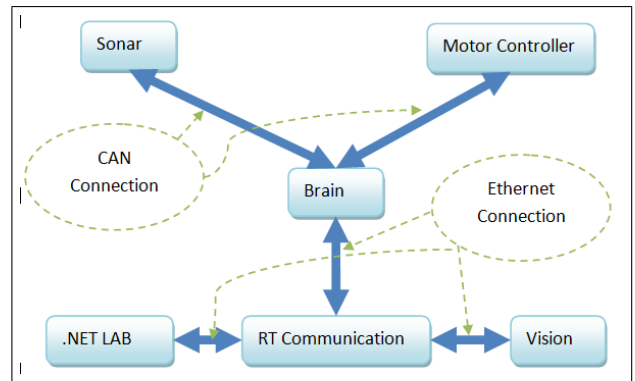 Sonar
Motor Controller
CAN
Connection
Brain
Ethernet
Connection
.NET LAB
RT Communication
Vision